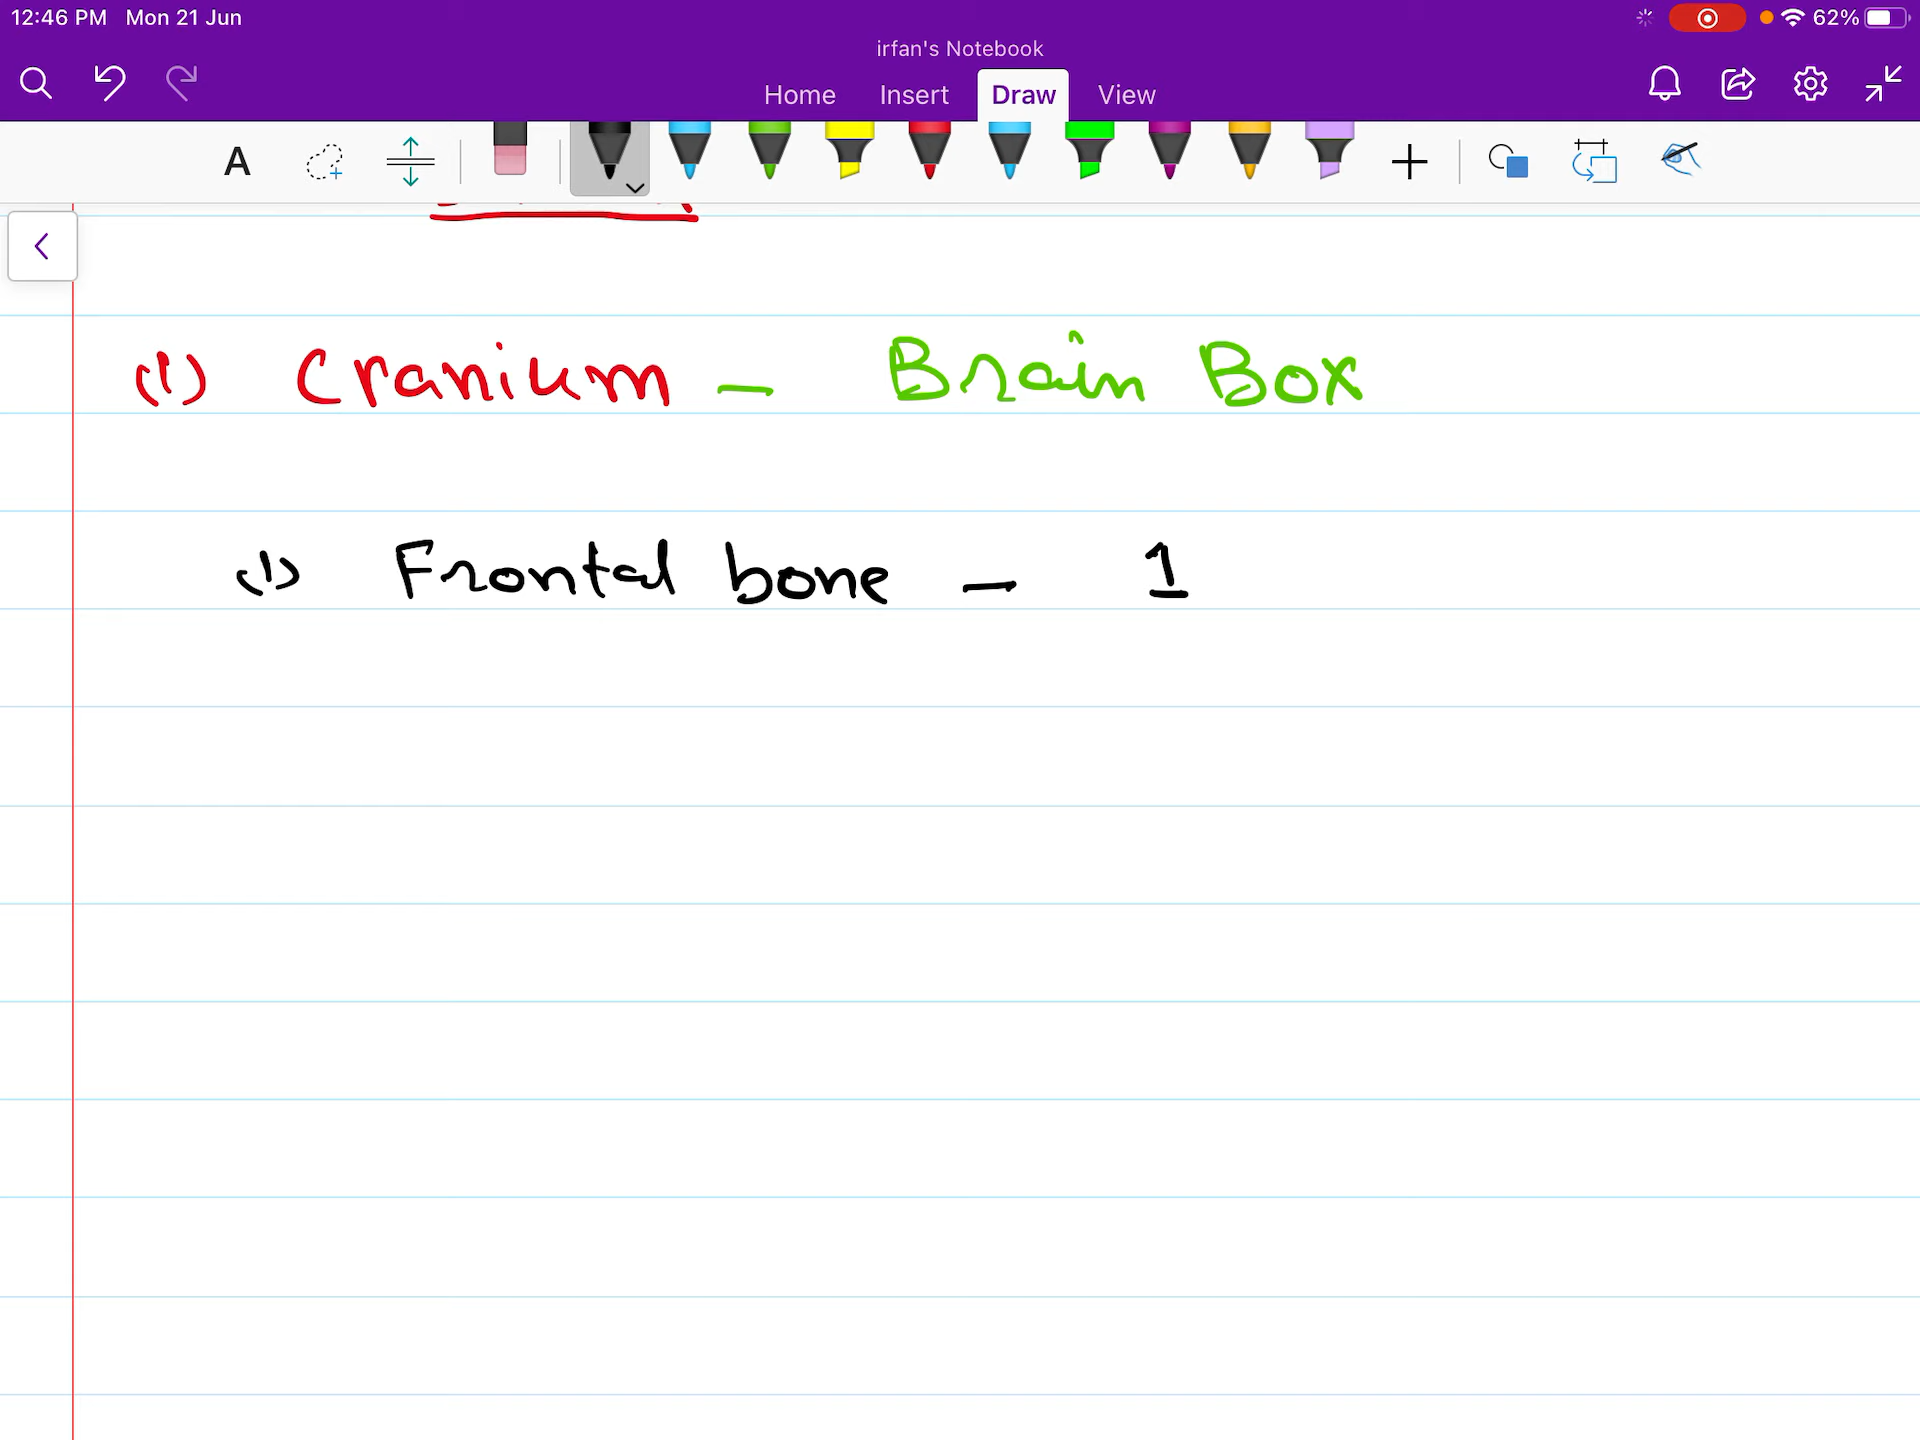 12:46 PM Mon 21 Jun 62%
irfan's Notebook
Home Insert Draw View
A
(1) Cranium - Brain Box
(1) Frontal bone - 1